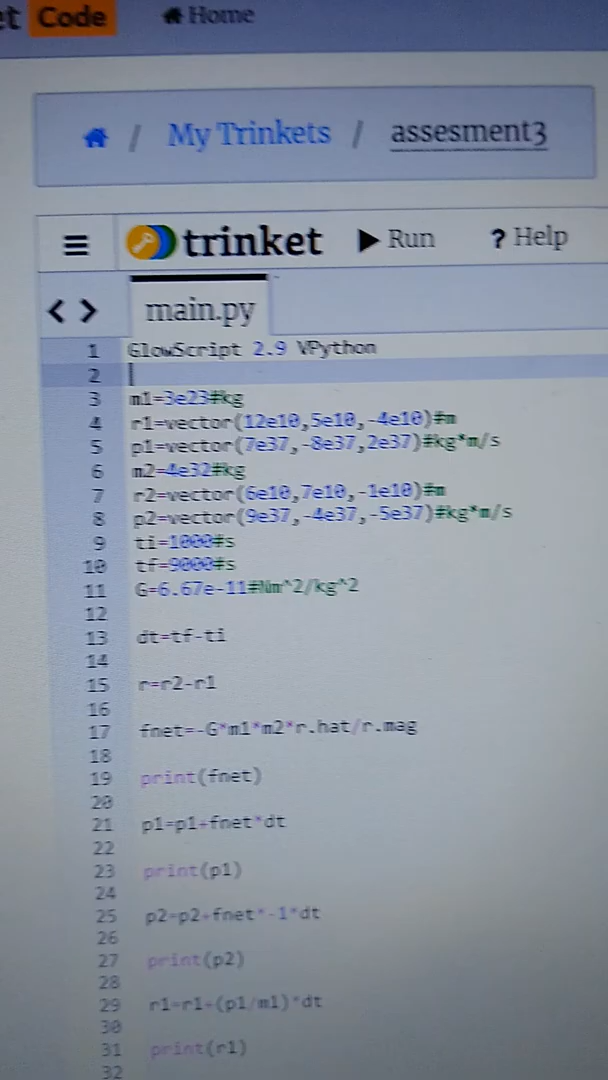 et Code Home
/ My Trinkets / assesment3
trinket Run ? Help
< > main.py
1 GlowScript 2.9 VPython
2
3 m1=3e23#kg
4 r1=vector(12e10,5e10,-4e10)#m
5 p1=vector(7e37,-8e37,2e37)#kg*m/s
6 m2=4e32#kg
7 r2=vector(6e10,7e10,-1e10)#m
8 p2=vector(9e37,-4e37,-5e37)#kg*m/s
9 ti=1000#s
10 tf=9000#s
11 G=6.67e-11#Nm^2/kg^2
12
13 dt=tf-ti
14
15 r=r2-r1
16
17 fnet=-G*m1*m2*r.hat/r.mag
18
19 print(fnet)
20
21 p1=p1+fnet*dt
22
23 print(p1)
24
25 p2=p2+fnet*-1*dt
26
27 print(p2)
28
29 r1=r1+(p1/m1)*dt
30
31 print(r1)
32